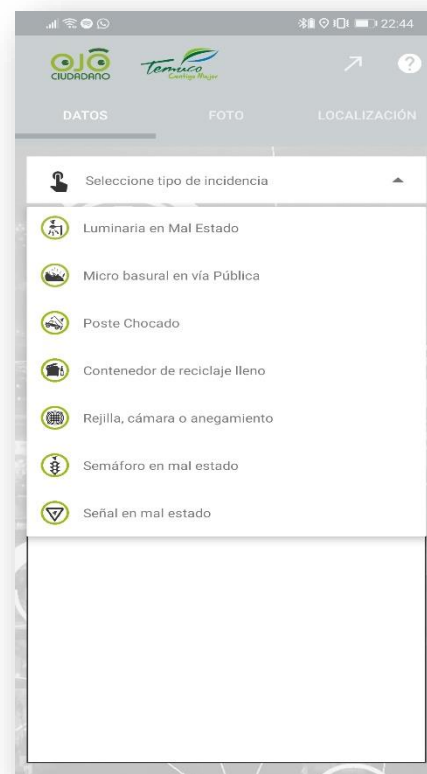 22:44
OJO
CIUDADANO
Temuco
Contigo Mejor
DATOS
FOTO
LOCALIZACIÓN
Seleccione tipo de incidencia
Luminaria en Mal Estado
Micro basural en vía Pública
Poste Chocado
Contenedor de reciclaje lleno
Rejilla, cámara o anegamiento
Semáforo en mal estado
Señal en mal estado